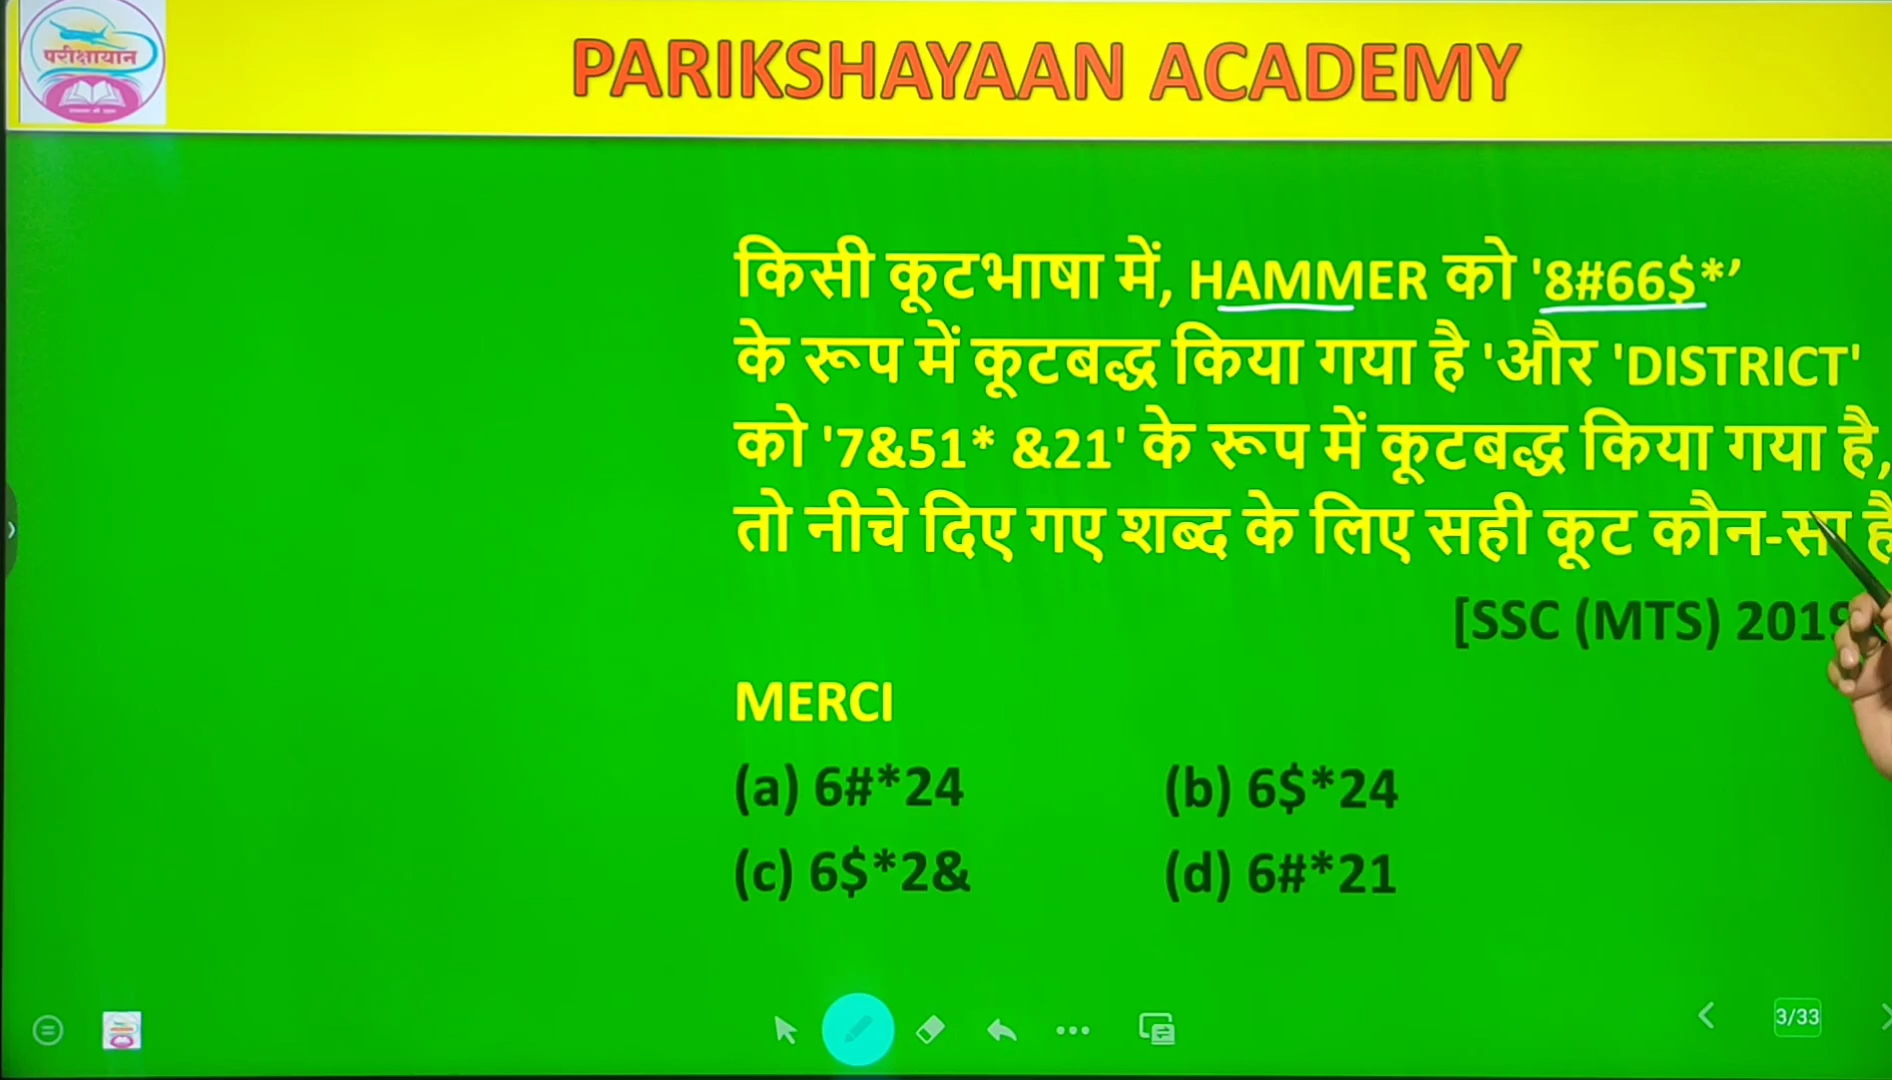 परीक्षायान
PARIKSHAYAAN ACADEMY
किसी कूटभाषा में, HAMMER को '8#66$*’
के रूप में कूटबद्ध किया गया है 'और 'DISTRICT'
को '7&51* &21' के रूप में कूटबद्ध किया गया है,
तो नीचे दिए गए शब्द के लिए सही कूट कौन-सा है
[SSC (MTS) 2019
MERCI
(a) 6#*24 (b) 6$*24
(c) 6$*2& (d) 6#*21
3/33